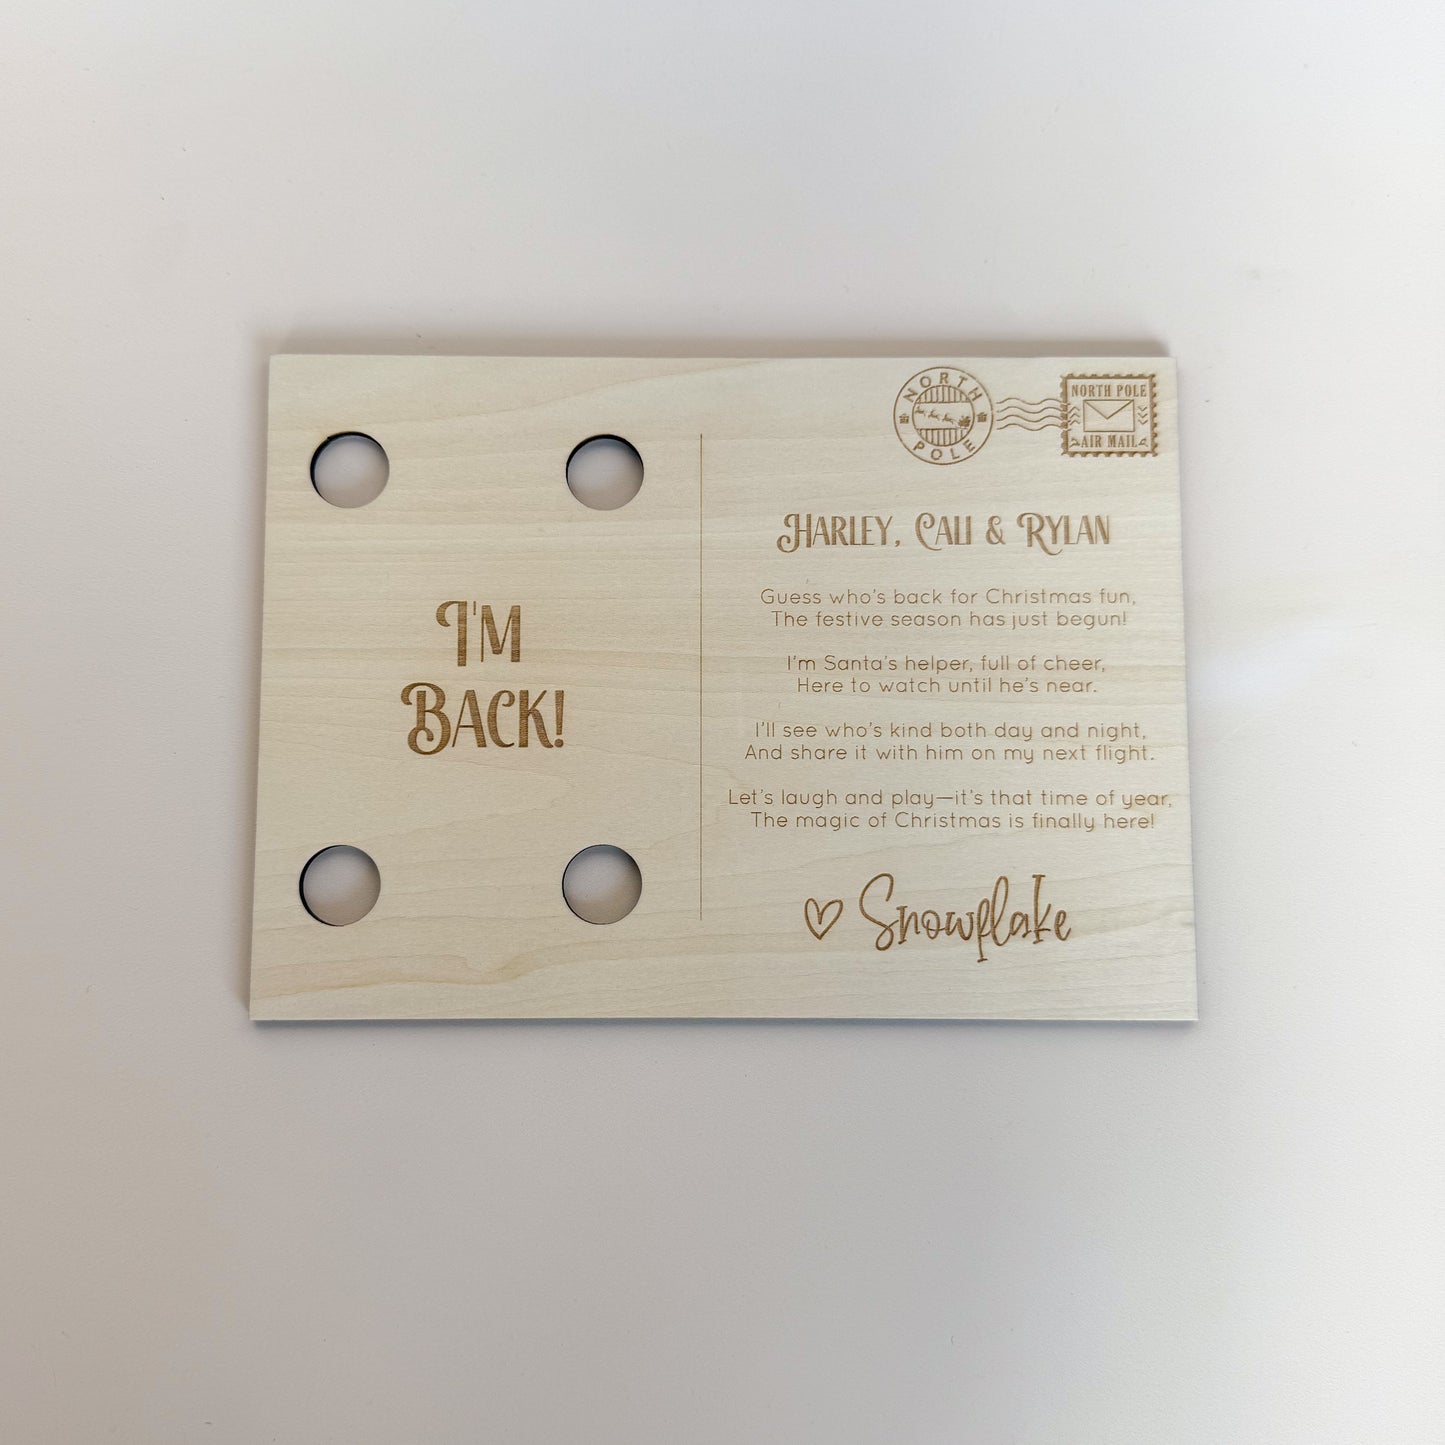 I'm
Back!
NORTH
POLE
NORTH POLE
AIR MAIL
Harley, Cali & Rylan
Guess who's back for Christmas fun,
The festive season has just begun!
I'm Santa's helper, full of cheer,
Here to watch until he's near.
I'll see who's kind both day and night,
And share it with him on my next flight.
Let's laugh and play—it's that time of year,
The magic of Christmas is finally here!
Snowflake